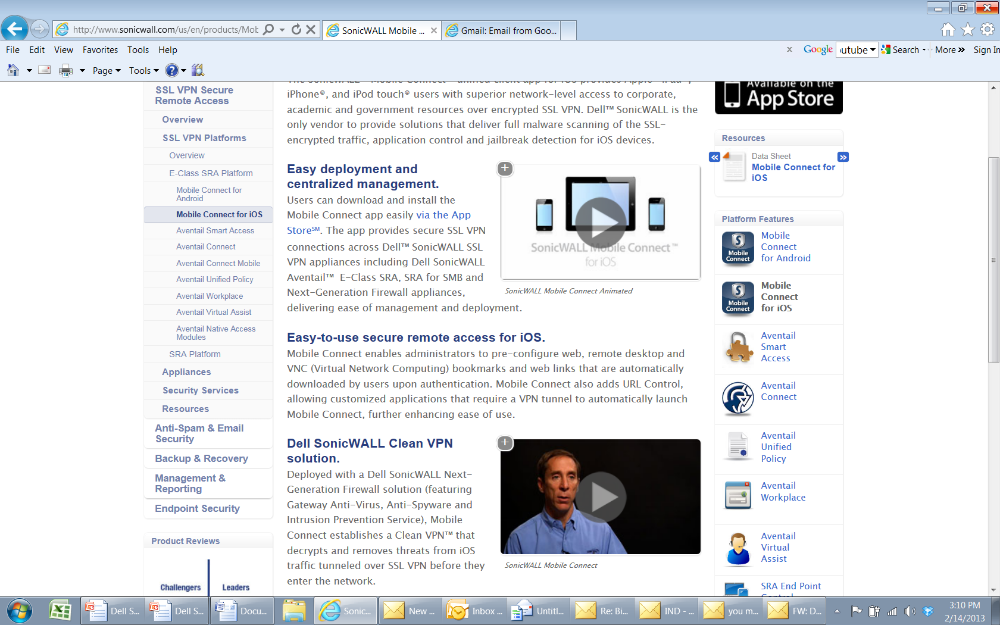 http://www.sonicwall.com/us/en/products/Mob
SonicWALL Mobile ...
Gmail: Email from Goo...
File Edit View Favorites Tools Help
x Google utube Search More » Sign In
Page Tools
SSL VPN Secure
Remote Access
Overview
SSL VPN Platforms
Overview
E-Class SRA Platform
Mobile Connect for
Android
Mobile Connect for iOS
Aventail Smart Access
Aventail Connect
Aventail Connect Mobile
Aventail Unified Policy
Aventail Workplace
Aventail Virtual Assist
Aventail Native Access
Modules
SRA Platform
Appliances
Security Services
Resources
Anti-Spam & Email
Security
Backup & Recovery
Management &
Reporting
Endpoint Security
Product Reviews
Challengers Leaders
The SonicWALL Mobile Connect unified client app for iOS provides Apple iPad ,
iPhone®, and iPod touch® users with superior network-level access to corporate,
academic and government resources over encrypted SSL VPN. Dell™ SonicWALL is the
only vendor to provide solutions that deliver full malware scanning of the SSL-
encrypted traffic, application control and jailbreak detection for iOS devices.
Easy deployment and
centralized management.
Users can download and install the
Mobile Connect app easily via the App
Store℠. The app provides secure SSL VPN
connections across Dell™ SonicWALL SSL
VPN appliances including Dell SonicWALL
Aventail™ E-Class SRA, SRA for SMB and
Next-Generation Firewall appliances,
delivering ease of management and deployment.
SonicWALL Mobile Connect™
for iOS
SonicWALL Mobile Connect Animated
Easy-to-use secure remote access for iOS.
Mobile Connect enables administrators to pre-configure web, remote desktop and
VNC (Virtual Network Computing) bookmarks and web links that are automatically
downloaded by users upon authentication. Mobile Connect also adds URL Control,
allowing customized applications that require a VPN tunnel to automatically launch
Mobile Connect, further enhancing ease of use.
Dell SonicWALL Clean VPN
solution.
Deployed with a Dell SonicWALL Next-
Generation Firewall solution (featuring
Gateway Anti-Virus, Anti-Spyware and
Intrusion Prevention Service), Mobile
Connect establishes a Clean VPN™ that
decrypts and removes threats from iOS
traffic tunneled over SSL VPN before they
enter the network.
SonicWALL Mobile Connect
Available on the
App Store
Resources
Data Sheet
Mobile Connect for
iOS
Platform Features
Mobile
Connect
Mobile
Connect
for Android
Mobile
Connect
Mobile
Connect
for iOS
Aventail
Smart
Access
Aventail
Connect
Aventail
Unified
Policy
Aventail
Workplace
Aventail
Virtual
Assist
SRA End Point
Control
Dell S...
Dell S...
Docu...
Sonic...
New ...
Inbox ...
Untitl...
Re: Bi...
IND - ...
you m...
FW: D...
3:10 PM
2/14/2013